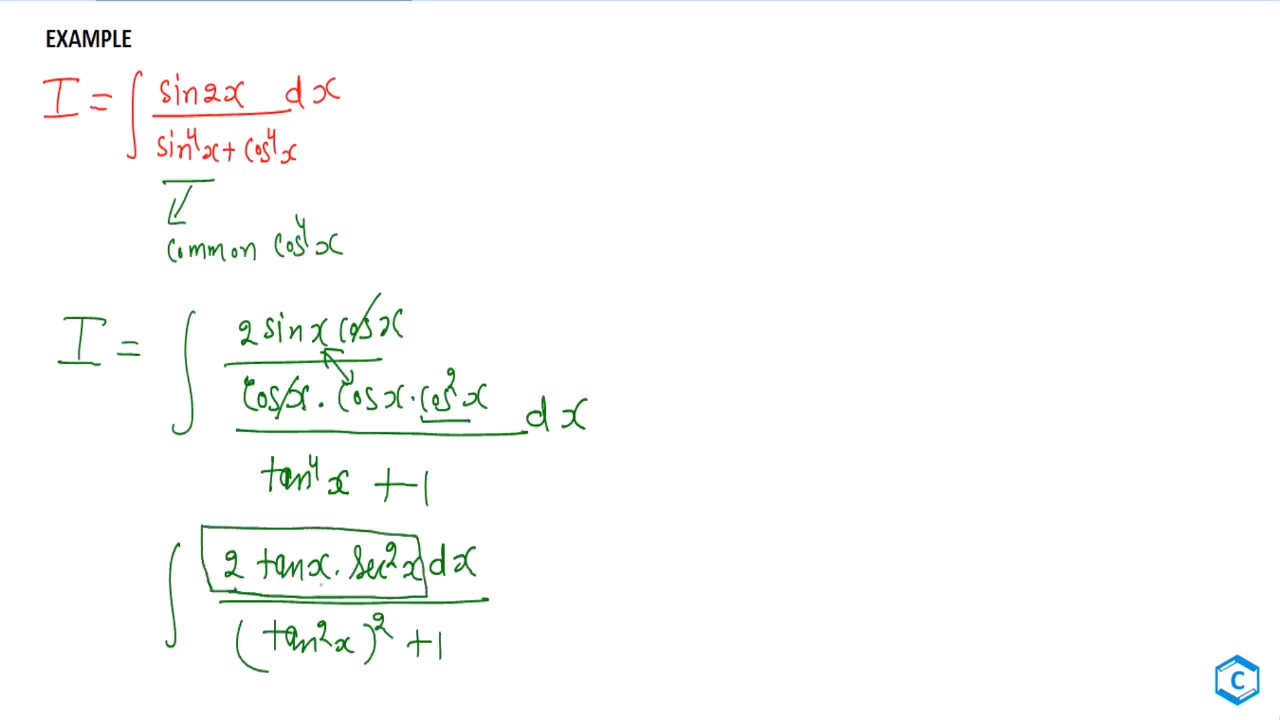 EXAMPLE
I = ∫ sin2x dx
sin⁴x + cos⁴x
common cos⁴x
I = ∫ 2 sinx cosx
cosx · cosx · cos²x dx
tan⁴x + 1
∫ 2 tanx · sec²x dx
(tan²x)² + 1
C